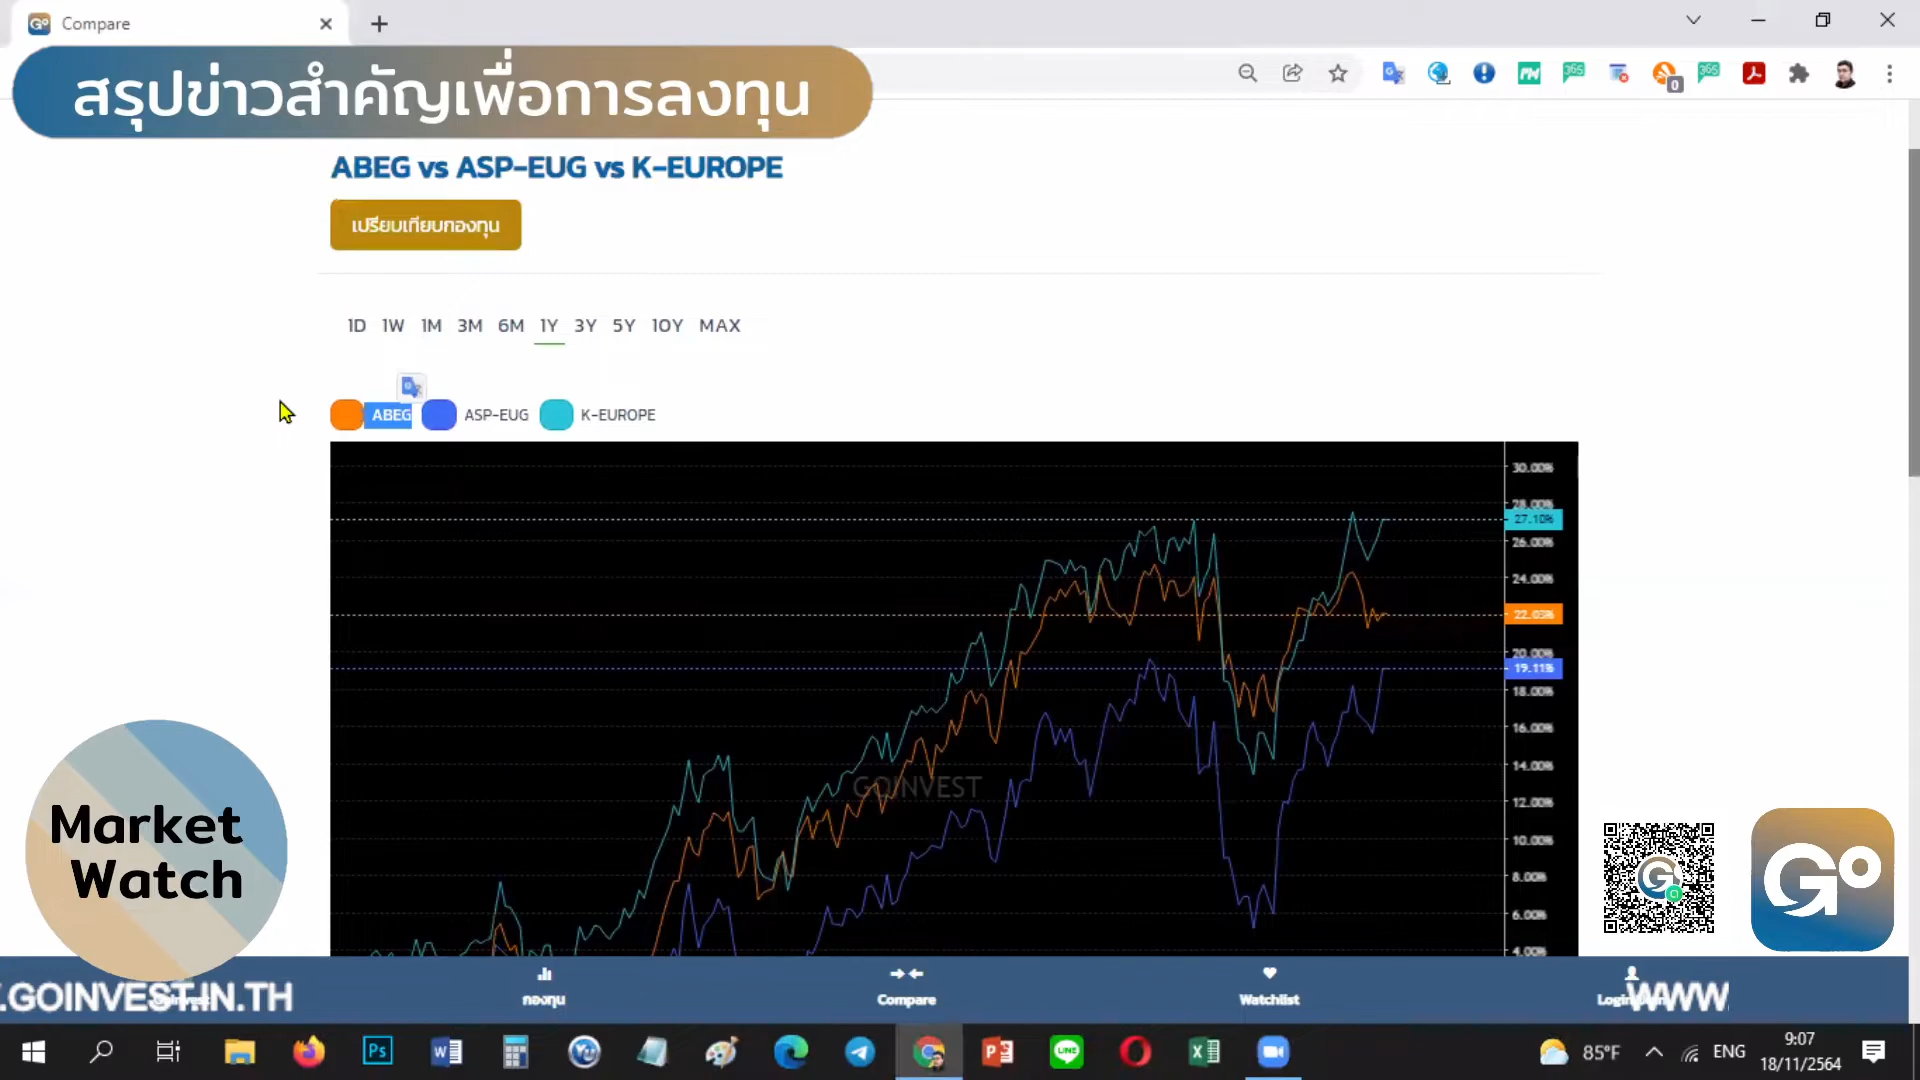 Compare
สรุปข่าวสำคัญเพื่อการลงทุน
ABEG vs ASP-EUG vs K-EUROPE
เปรียบเทียบกองทุน
1D 1W 1M 3M 6M 1Y 3Y 5Y 10Y MAX
ABEG ASP-EUG K-EUROPE
30.00%
28.00%
27.10%
26.00%
24.00%
22.03%
20.00%
19.11%
18.00%
16.00%
14.00%
12.00%
10.00%
8.00%
6.00%
4.00%
GOINVEST
Market
Watch
Go
.GOINVEST.IN.TH
กองทุน
Compare
Watchlist
Login
WWW
85°F
ENG
9:07
18/11/2564